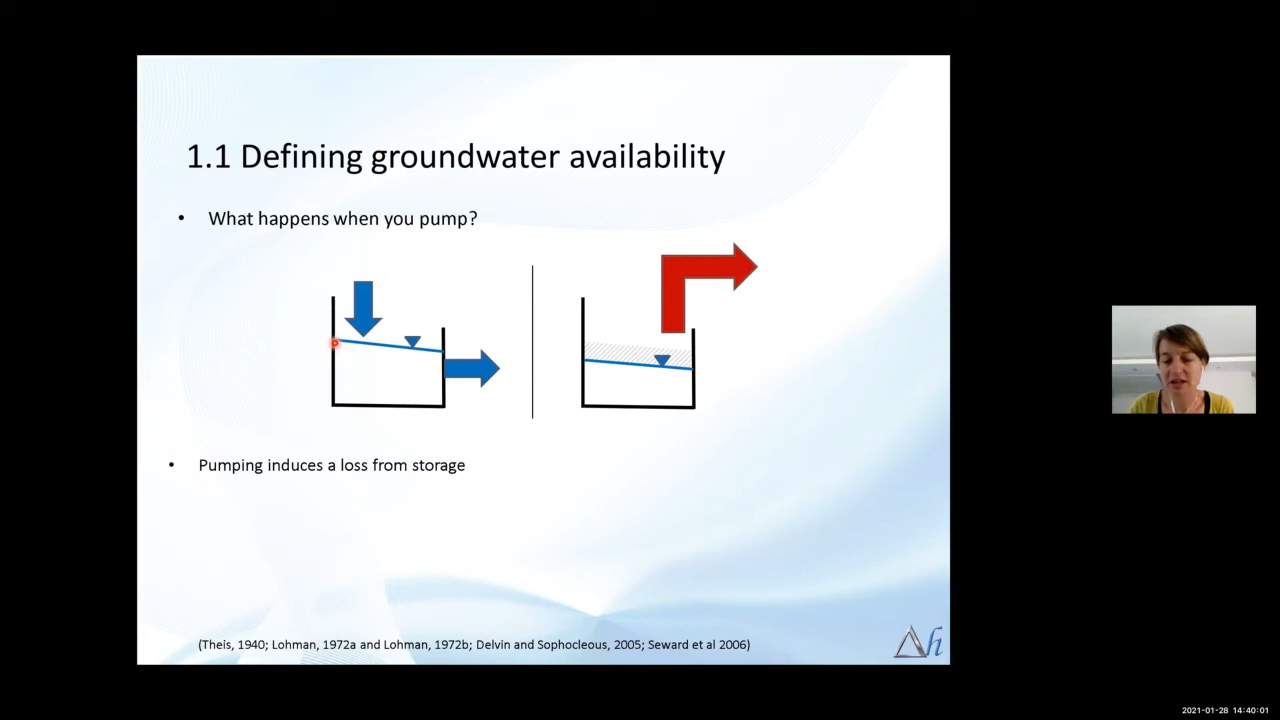 1.1 Defining groundwater availability
• What happens when you pump?
• Pumping induces a loss from storage
(Theis, 1940; Lohman, 1972a and Lohman, 1972b; Delvin and Sophocleous, 2005; Seward et al 2006)
Δh
2021-01-28 14:40:01